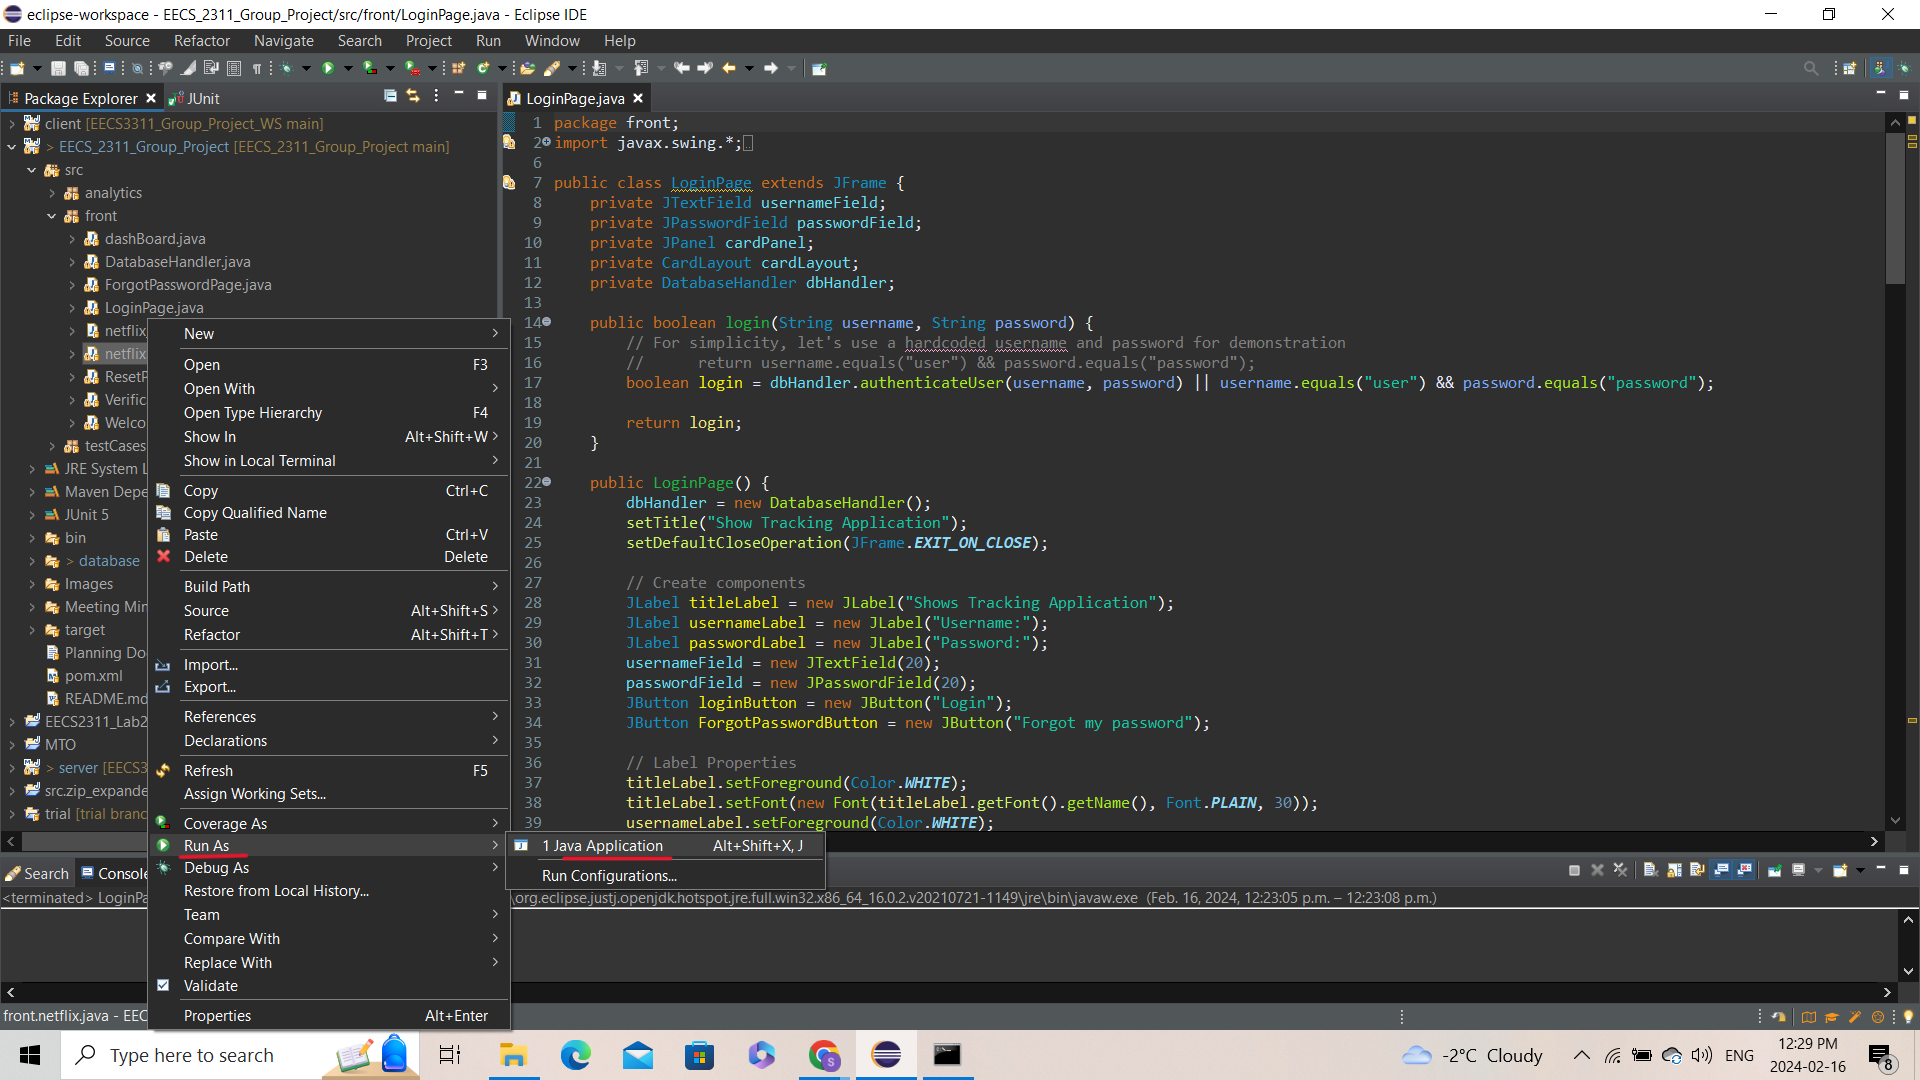 eclipse-workspace - EECS_2311_Group_Project/src/front/LoginPage.java - Eclipse IDE
File Edit Source Refactor Navigate Search Project Run Window Help
Package Explorer JUnit
client [EECS3311_Group_Project_WS main]
> EECS_2311_Group_Project [EECS_2311_Group_Project main]
src
analytics
front
dashBoard.java
DatabaseHandler.java
ForgotPasswordPage.java
LoginPage.java
netflix
netflix
ResetP
Verifica
Welco
testCases
JRE System L
Maven Depe
JUnit 5
bin
> database
Images
Meeting Min
target
Planning Do
pom.xml
README.md
EECS2311_Lab2
MTO
> server [EECS3
src.zip_expande
trial [trial branc
New
Open F3
Open With
Open Type Hierarchy F4
Show In Alt+Shift+W
Show in Local Terminal
Copy Ctrl+C
Copy Qualified Name
Paste Ctrl+V
Delete Delete
Build Path
Source Alt+Shift+S
Refactor Alt+Shift+T
Import...
Export...
References
Declarations
Refresh F5
Assign Working Sets...
Coverage As
Run As
Debug As
Restore from Local History...
Team
Compare With
Replace With
Validate
Properties Alt+Enter
1 Java Application Alt+Shift+X, J
Run Configurations...
LoginPage.java
1 package front;
2 import javax.swing.*;
6
7 public class LoginPage extends JFrame {
8 private JTextField usernameField;
9 private JPasswordField passwordField;
10 private JPanel cardPanel;
11 private CardLayout cardLayout;
12 private DatabaseHandler dbHandler;
13
14 public boolean login(String username, String password) {
15 // For simplicity, let's use a hardcoded username and password for demonstration
16 // return username.equals("user") && password.equals("password");
17 boolean login = dbHandler.authenticateUser(username, password) || username.equals("user") && password.equals("password");
18
19 return login;
20 }
21
22 public LoginPage() {
23 dbHandler = new DatabaseHandler();
24 setTitle("Show Tracking Application");
25 setDefaultCloseOperation(JFrame.EXIT_ON_CLOSE);
26
27 // Create components
28 JLabel titleLabel = new JLabel("Shows Tracking Application");
29 JLabel usernameLabel = new JLabel("Username:");
30 JLabel passwordLabel = new JLabel("Password:");
31 usernameField = new JTextField(20);
32 passwordField = new JPasswordField(20);
33 JButton loginButton = new JButton("Login");
34 JButton ForgotPasswordButton = new JButton("Forgot my password");
35
36 // Label Properties
37 titleLabel.setForeground(Color.WHITE);
38 titleLabel.setFont(new Font(titleLabel.getFont().getName(), Font.PLAIN, 30));
39 usernameLabel.setForeground(Color.WHITE);
Search Console
<terminated> LoginPa \org.eclipse.justj.openjdk.hotspot.jre.full.win32.x86_64_16.0.2.v20210721-1149\jre\bin\javaw.exe (Feb. 16, 2024, 12:23:05 p.m. – 12:23:08 p.m.)
front.netflix.java - EEC
Type here to search
-2°C Cloudy
ENG
12:29 PM
2024-02-16
8